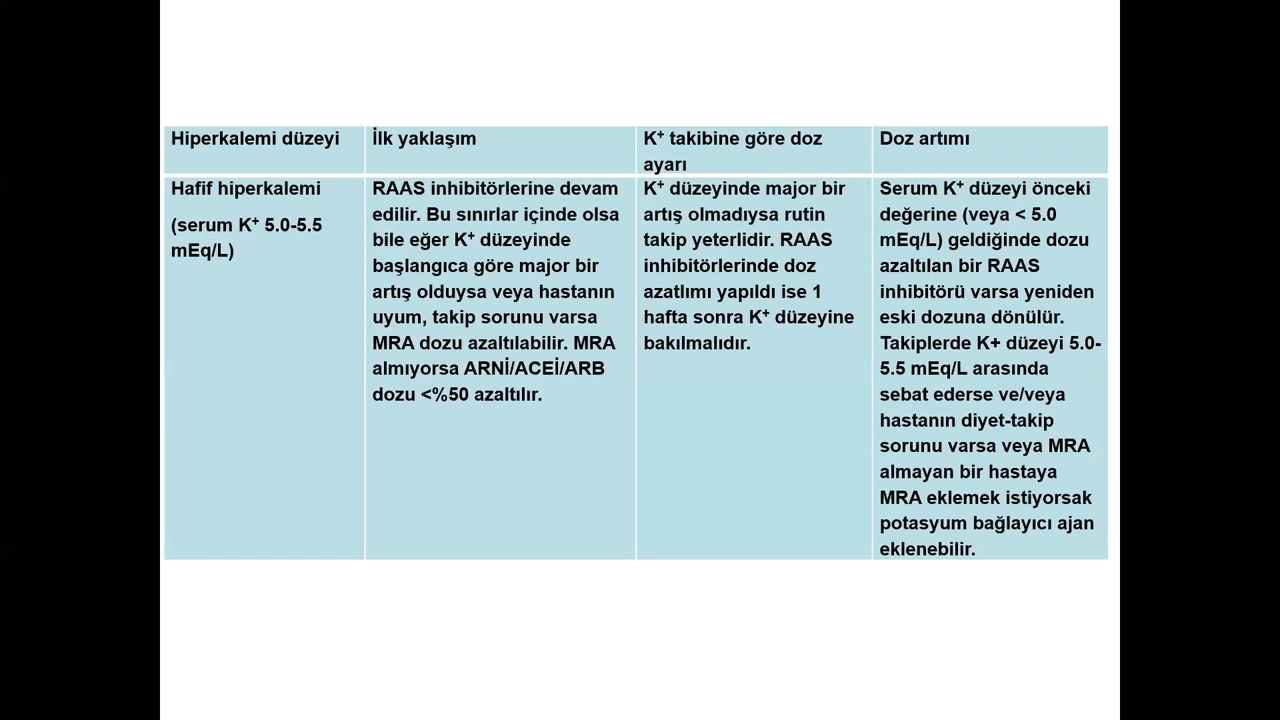 Hiperkalemi düzeyi
İlk yaklaşım
K+ takibine göre doz
ayarı
Doz artımı
Hafif hiperkalemi
(serum K+ 5.0-5.5
mEq/L)
RAAS inhibitörlerine devam
edilir. Bu sınırlar içinde olsa
bile eğer K+ düzeyinde
başlangıca göre major bir
artış olduysa veya hastanın
uyum, takip sorunu varsa
MRA dozu azaltılabilir. MRA
almıyorsa ARNİ/ACEİ/ARB
dozu <%50 azaltılır.
K+ düzeyinde major bir
artış olmadıysa rutin
takip yeterlidir. RAAS
inhibitörlerinde doz
azatlımı yapıldı ise 1
hafta sonra K+ düzeyine
bakılmalıdır.
Serum K+ düzeyi önceki
değerine (veya < 5.0
mEq/L) geldiğinde dozu
azaltılan bir RAAS
inhibitörü varsa yeniden
eski dozuna dönülür.
Takiplerde K+ düzeyi 5.0-
5.5 mEq/L arasında
sebat ederse ve/veya
hastanın diyet-takip
sorunu varsa veya MRA
almayan bir hastaya
MRA eklemek istiyorsak
potasyum bağlayıcı ajan
eklenebilir.